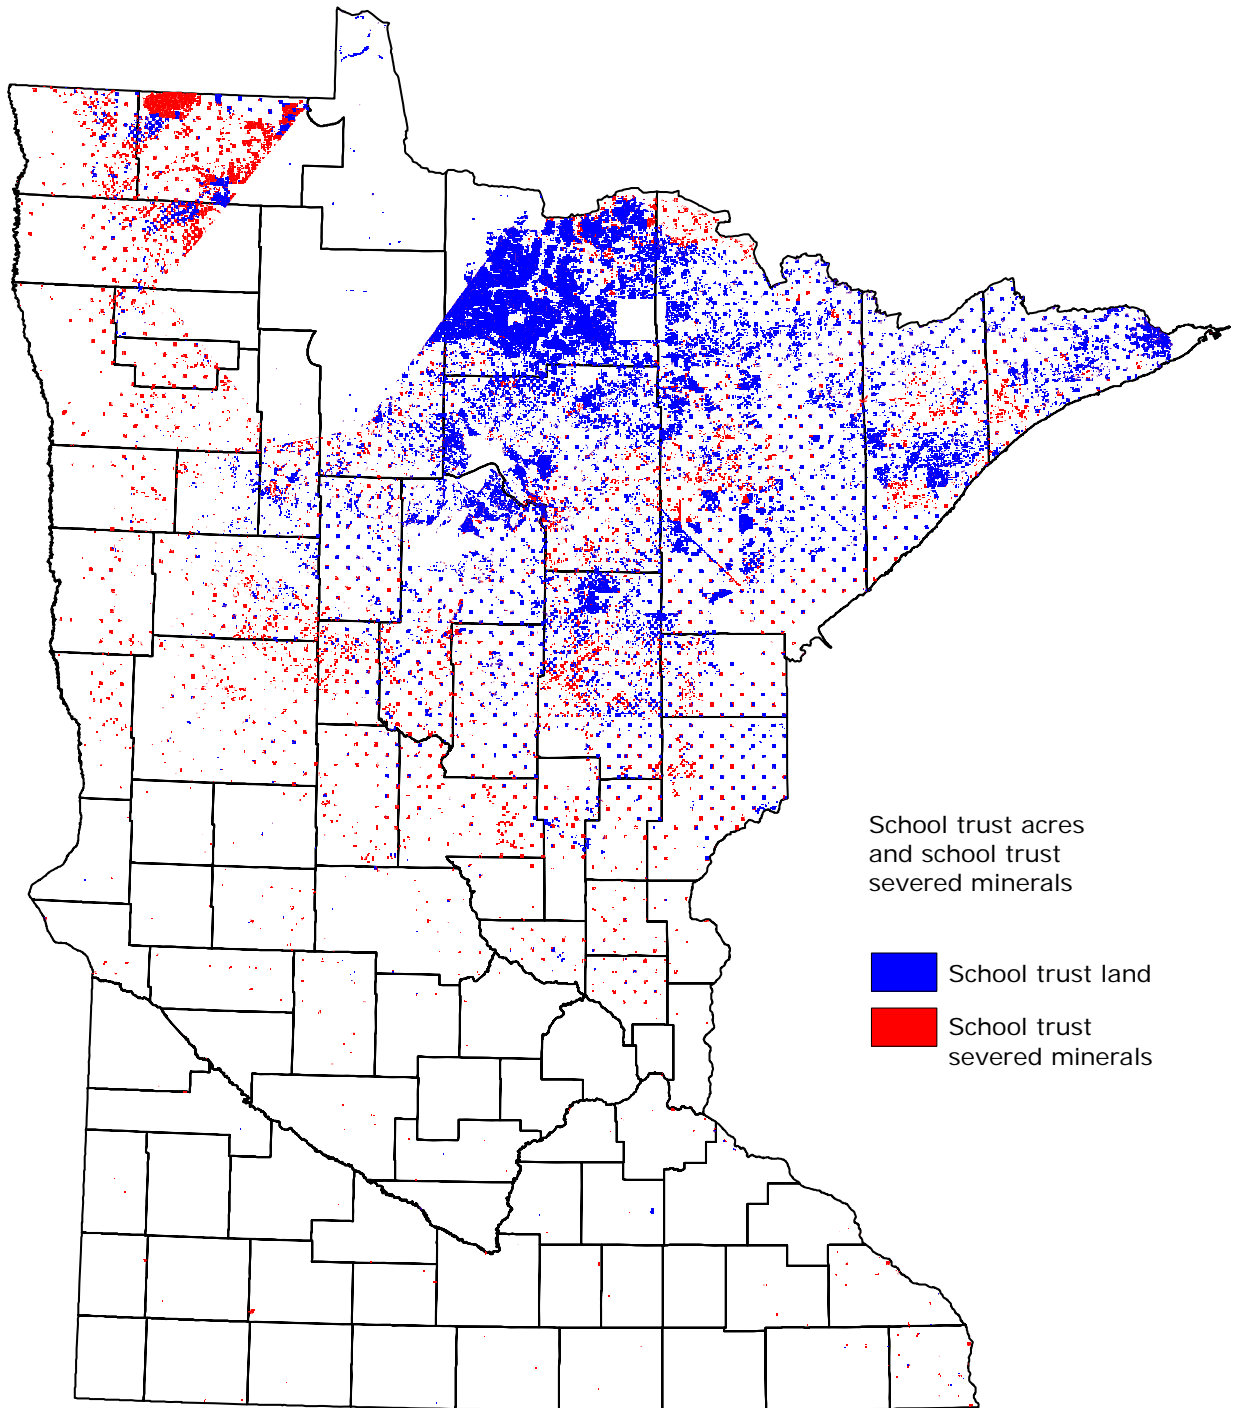 School trust acres
and school trust
severed minerals
School trust land
School trust
severed minerals